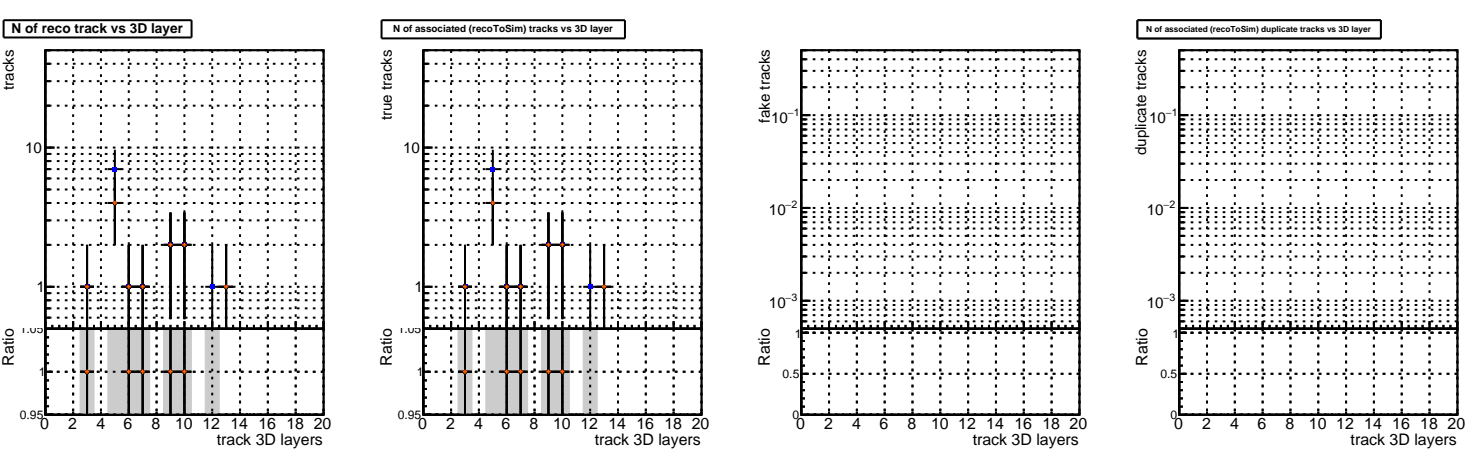 N of reco track vs 3D layer
tracks
10
1
Ratio
1.05
1
0.95
0 2 4 6 8 10 12 14 16 18 20
track 3D layers
N of associated (recoToSim) tracks vs 3D layer
true tracks
10
1
Ratio
1.05
1
0.95
0 2 4 6 8 10 12 14 16 18 20
track 3D layers
fake tracks
10−1
10−2
10−3
Ratio
1
0.5
0
0 2 4 6 8 10 12 14 16 18 20
track 3D layers
N of associated (recoToSim) duplicate tracks vs 3D layer
duplicate tracks
10−1
10−2
10−3
Ratio
1
0.5
0
0 2 4 6 8 10 12 14 16 18 20
track 3D layers